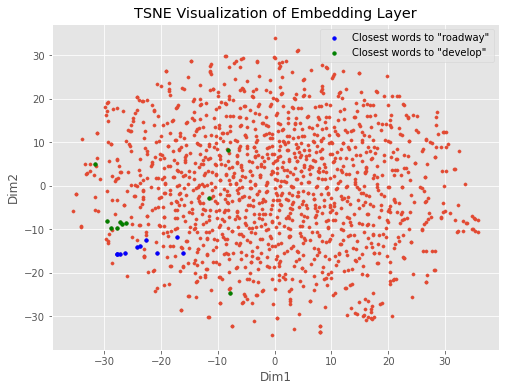 TSNE Visualization of Embedding Layer
Closest words to "roadway"
Closest words to "develop"
30
20
10
0
−10
−20
−30
Dim2
−30
−20
−10
0
10
20
30
Dim1